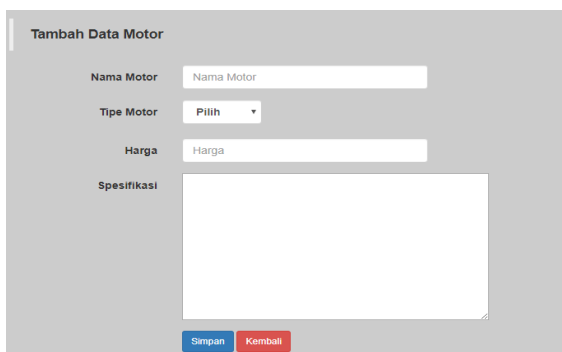 Tambah Data Motor
Nama Motor Nama Motor
Tipe Motor Pilih
Harga Harga
Spesifikasi
Simpan Kembali